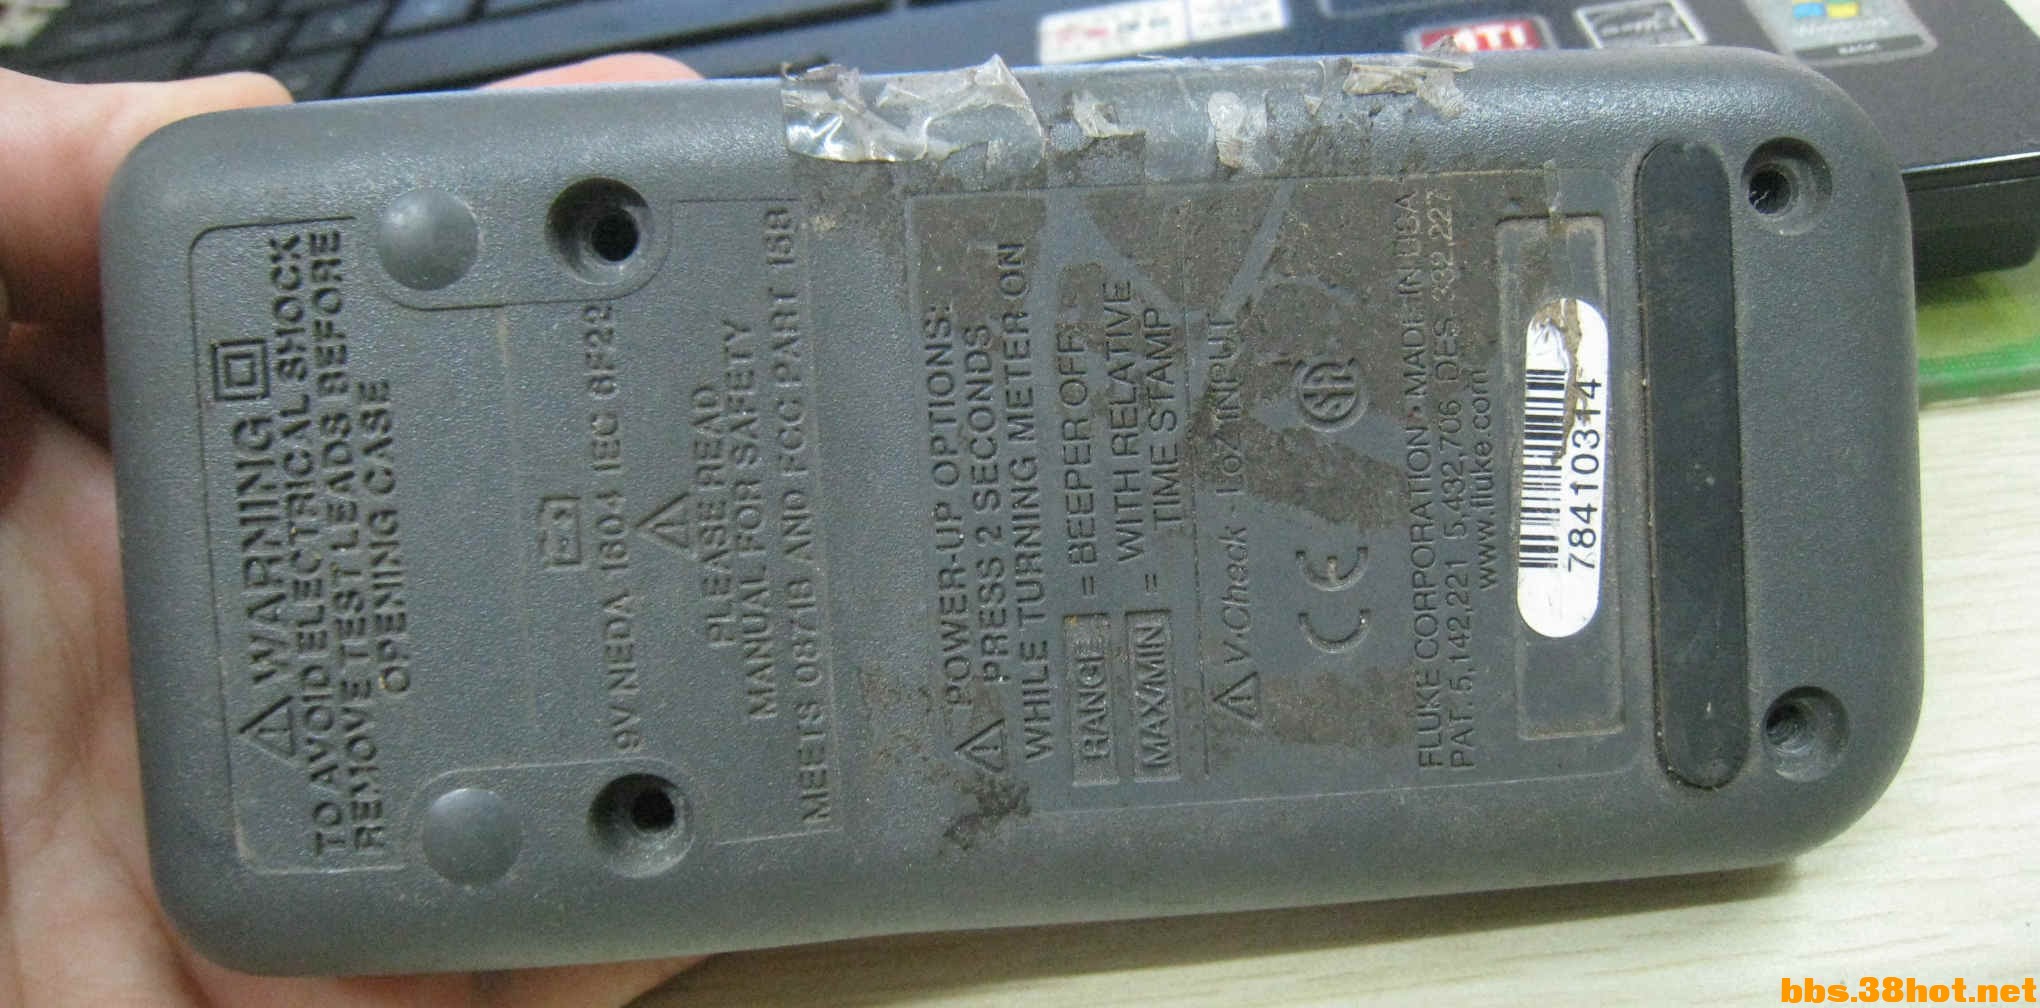 ⚠ WARNING
TO AVOID ELECTRICAL SHOCK
REMOVE TEST LEADS BEFORE
OPENING CASE
9V NEDA 1604 IEC 6F22
PLEASE READ
MANUAL FOR SAFETY
MEETS 0871B AND FCC PART 15B
⚠ POWER-UP OPTIONS:
PRESS 2 SECONDS
WHILE TURNING METER ON
RANGE = BEEPER OFF
MAX/MIN = WITH RELATIVE
TIME STAMP
⚠ V.Check - LoZ INPUT
CE
FLUKE CORPORATION · MADE IN USA
PAT. 5,142,221 5,432,706 DES. 332,227
www.fluke.com
78410314
ATI
bbs.38hot.net